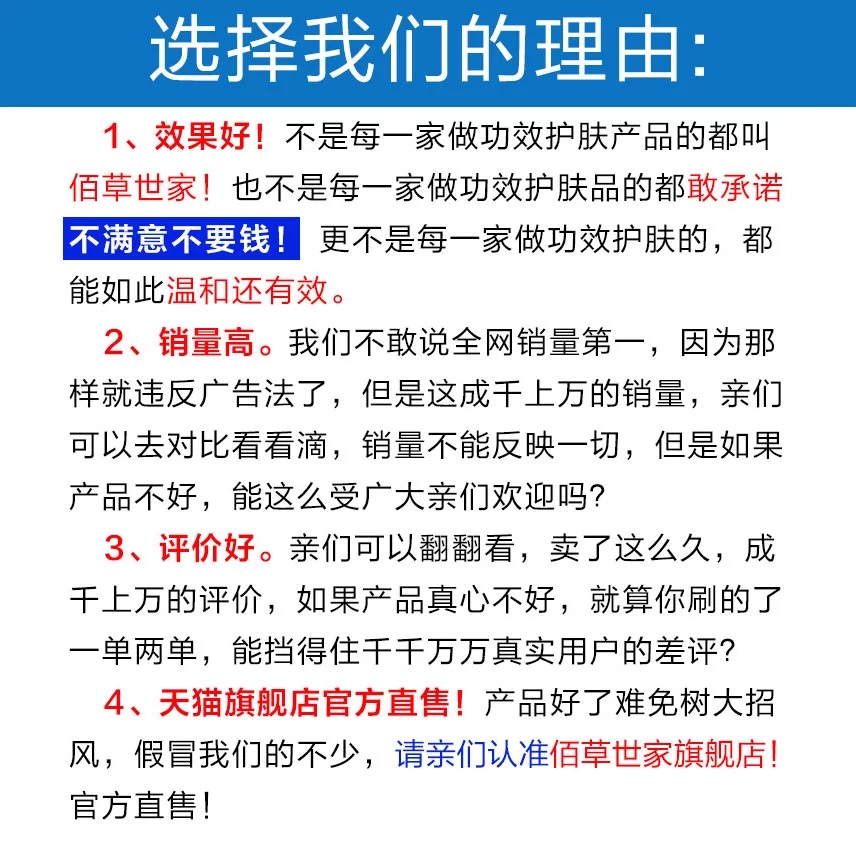 选择我们的理由:
1、效果好！不是每一家做功效护肤产品的都叫
佰草世家！也不是每一家做功效护肤品的都敢承诺
不满意不要钱！更不是每一家做功效护肤的，都
能如此温和还有效。
2、销量高。我们不敢说全网销量第一，因为那
样就违反广告法了，但是这成千上万的销量，亲们
可以去对比看看滴，销量不能反映一切，但是如果
产品不好，能这么受广大亲们欢迎吗？
3、评价好。亲们可以翻翻看，卖了这么久，成
千上万的评价，如果产品真心不好，就算你刷的了
一单两单，能挡得住千千万万真实用户的差评？
4、天猫旗舰店官方直售！产品好了难免树大招
风，假冒我们的不少，请亲们认准佰草世家旗舰店！
官方直售！